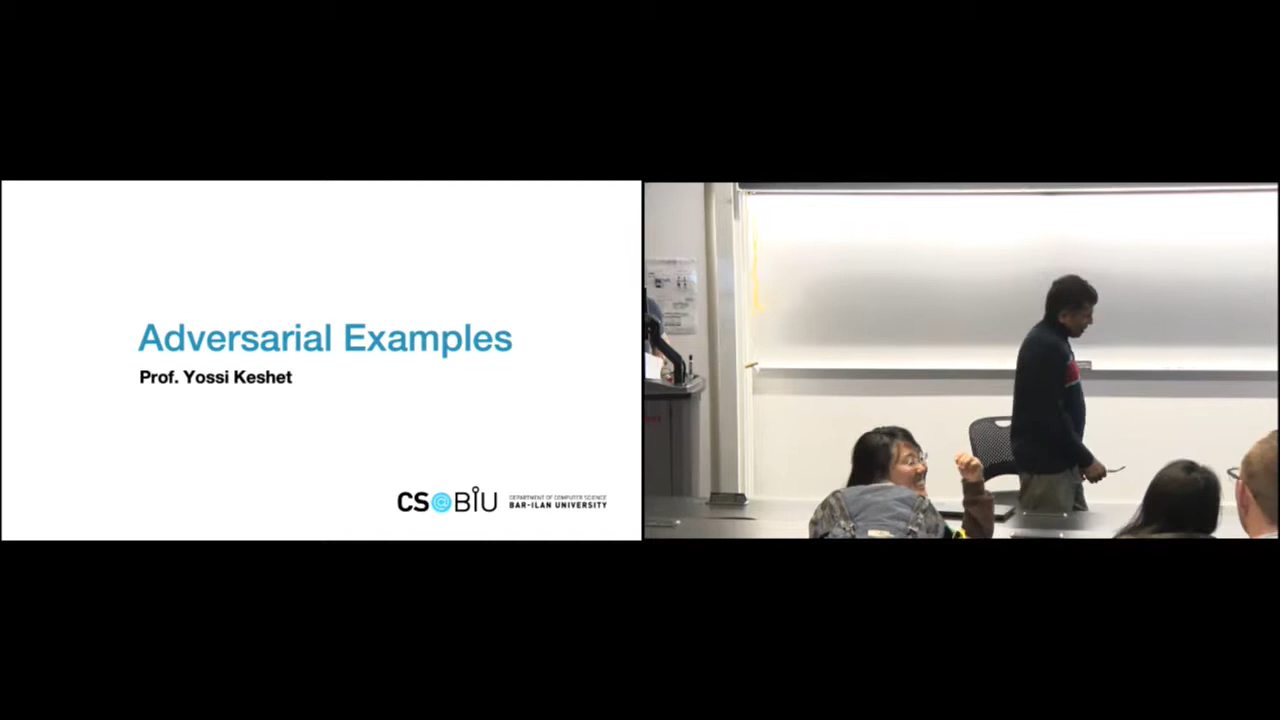 Adversarial Examples
Prof. Yossi Keshet
CS@BIU
DEPARTMENT OF COMPUTER SCIENCE
BAR-ILAN UNIVERSITY